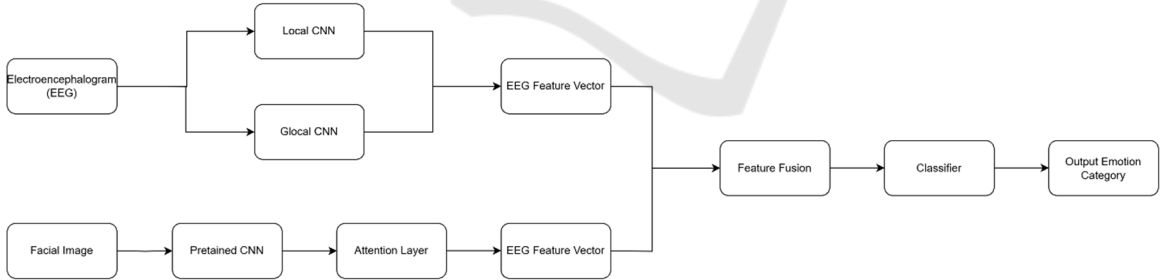 Local CNN
Electroencephalogram
(EEG)
EEG Feature Vector
Glocal CNN
Feature Fusion
Classifier
Output Emotion
Category
Facial Image
Pretained CNN
Attention Layer
EEG Feature Vector